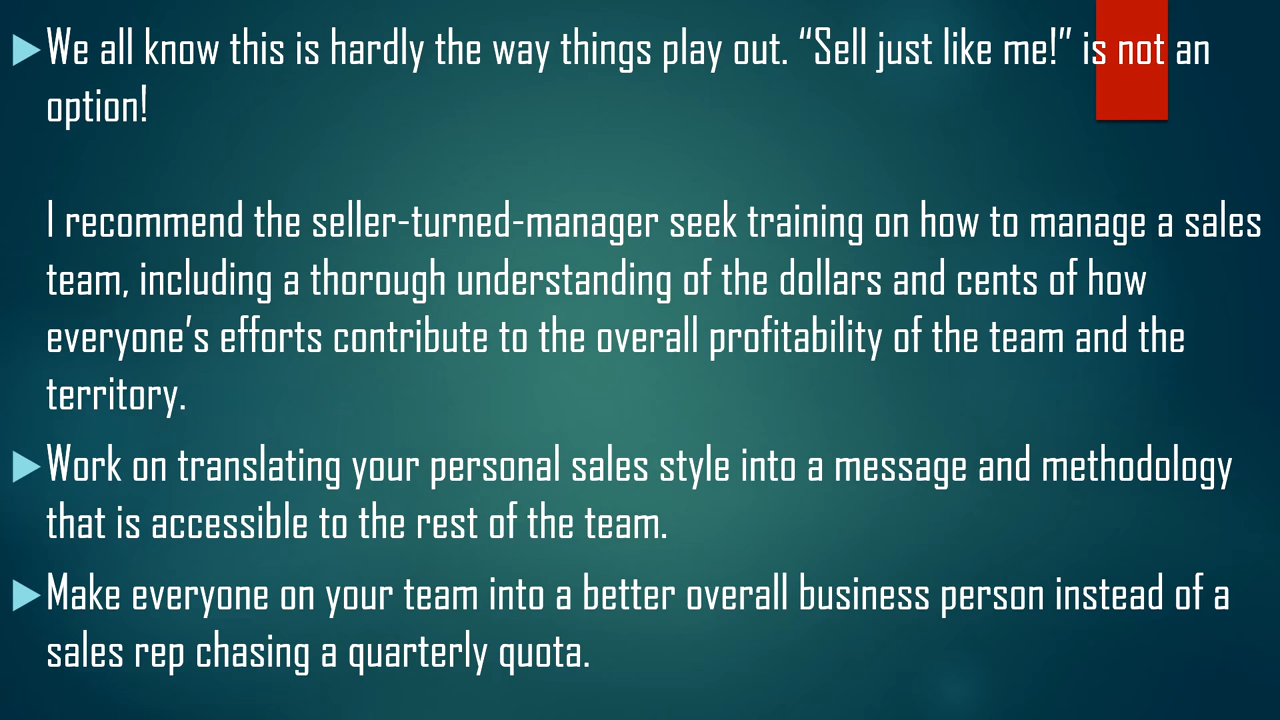 We all know this is hardly the way things play out. “Sell just like me!” is not an
option!
I recommend the seller-turned-manager seek training on how to manage a sales
team, including a thorough understanding of the dollars and cents of how
everyone’s efforts contribute to the overall profitability of the team and the
territory.
Work on translating your personal sales style into a message and methodology
that is accessible to the rest of the team.
Make everyone on your team into a better overall business person instead of a
sales rep chasing a quarterly quota.